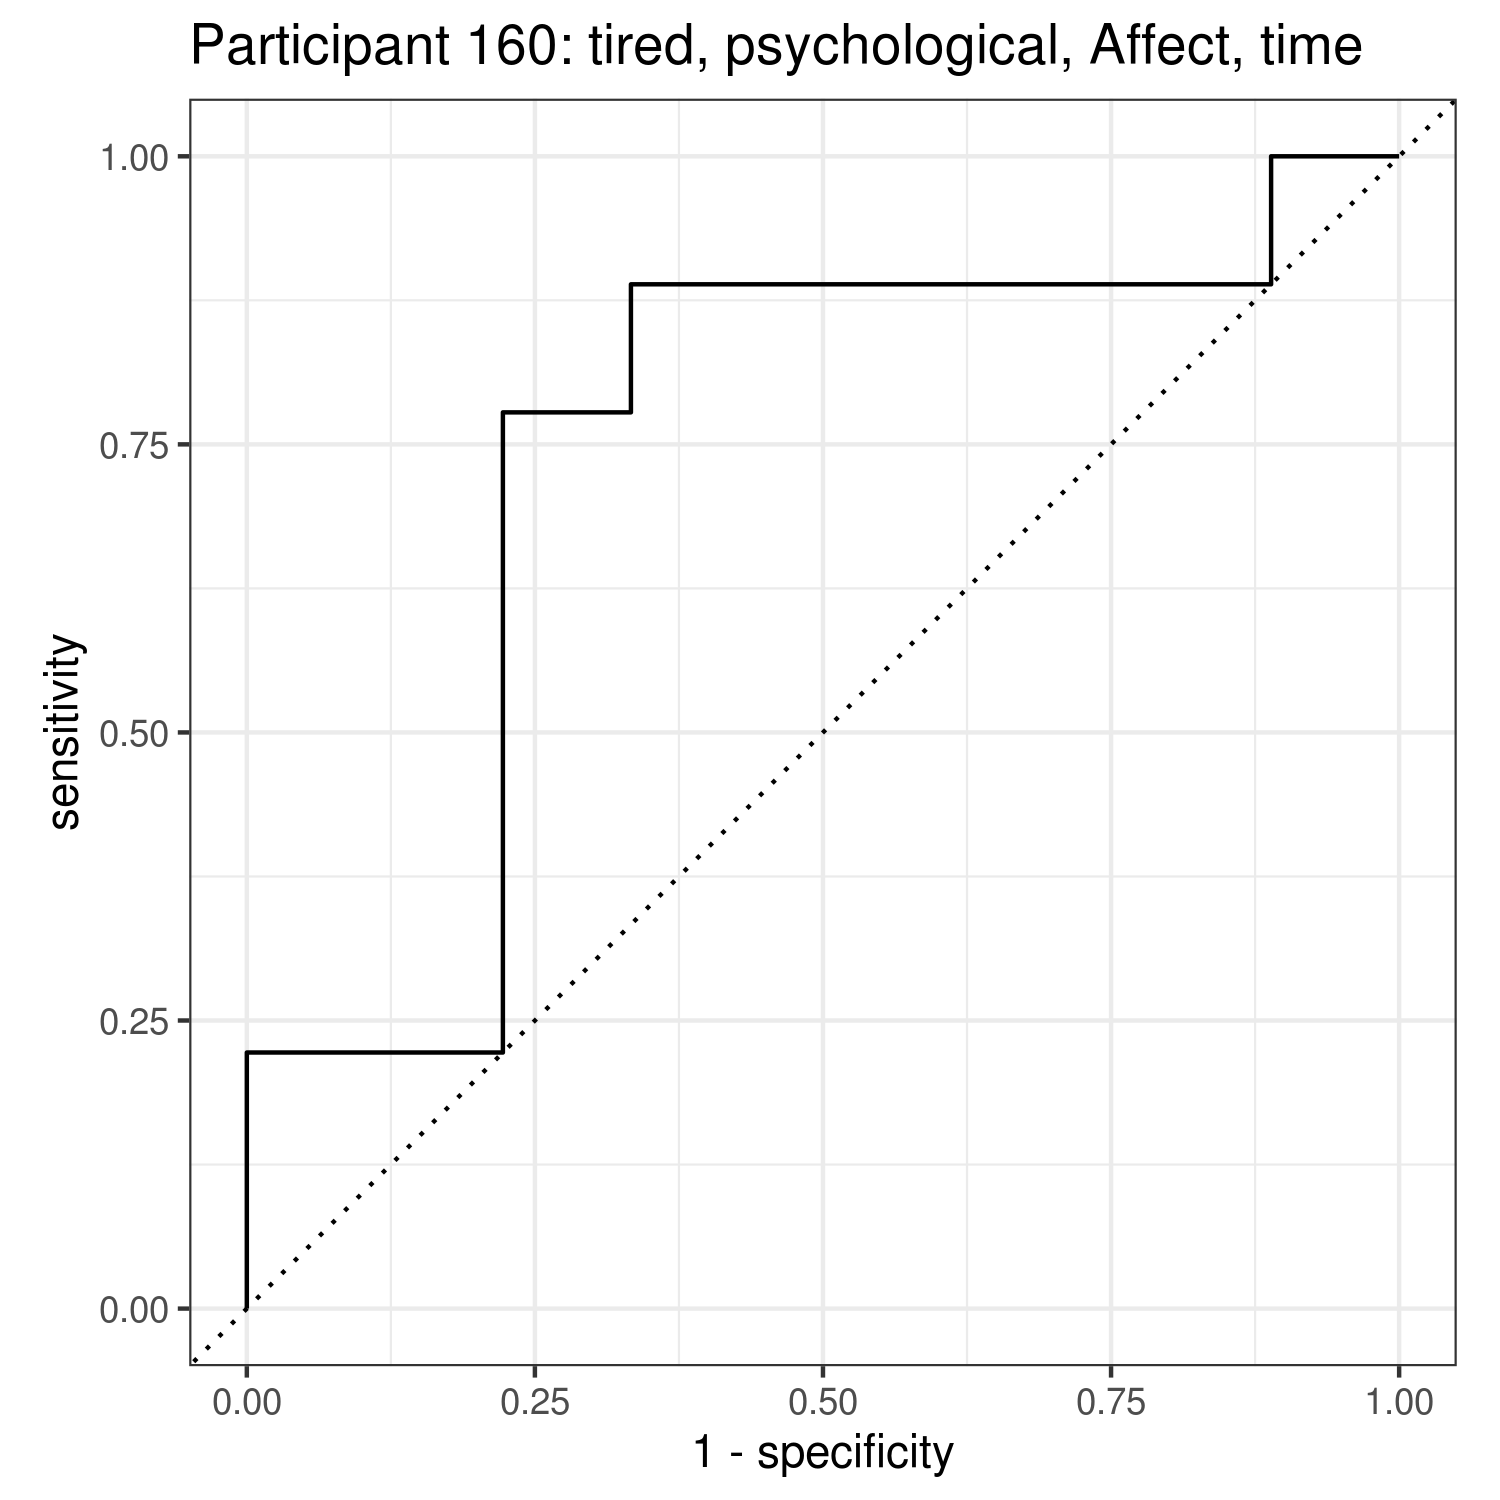 Participant 160: tired, psychological, Affect, time
1.00
0.75
0.50
0.25
0.00
sensitivity
0.00 0.25 0.50 0.75 1.00
1 - specificity